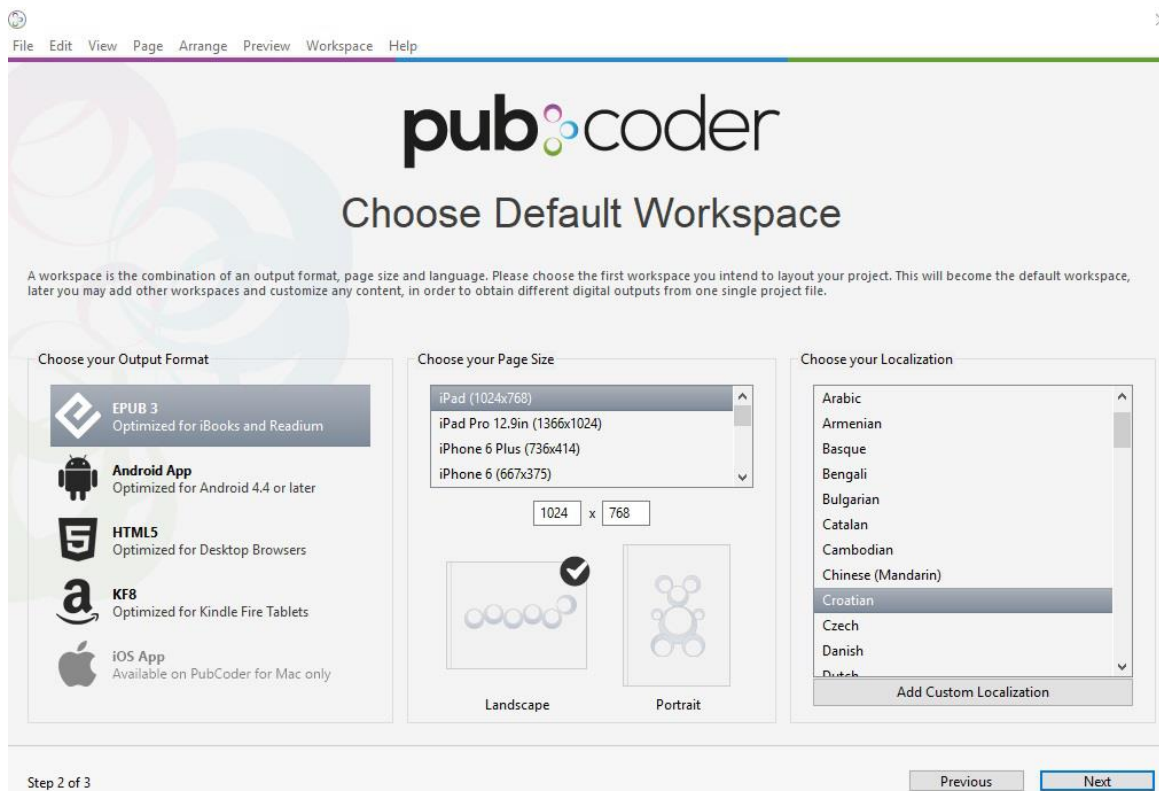 File Edit View Page Arrange Preview Workspace Help
pub coder
Choose Default Workspace
A workspace is the combination of an output format, page size and language. Please choose the first workspace you intend to layout your project. This will become the default workspace,
later you may add other workspaces and customize any content, in order to obtain different digital outputs from one single project file.
Choose your Output Format
EPUB 3
Optimized for iBooks and Readium
Android App
Optimized for Android 4.4 or later
HTML5
Optimized for Desktop Browsers
KF8
Optimized for Kindle Fire Tablets
iOS App
Available on PubCoder for Mac only
Choose your Page Size
iPad (1024x768)
iPad Pro 12.9in (1366x1024)
iPhone 6 Plus (736x414)
iPhone 6 (667x375)
1024 x 768
Landscape Portrait
Choose your Localization
Arabic
Armenian
Basque
Bengali
Bulgarian
Catalan
Cambodian
Chinese (Mandarin)
Croatian
Czech
Danish
Dutch
Add Custom Localization
Step 2 of 3
Previous Next